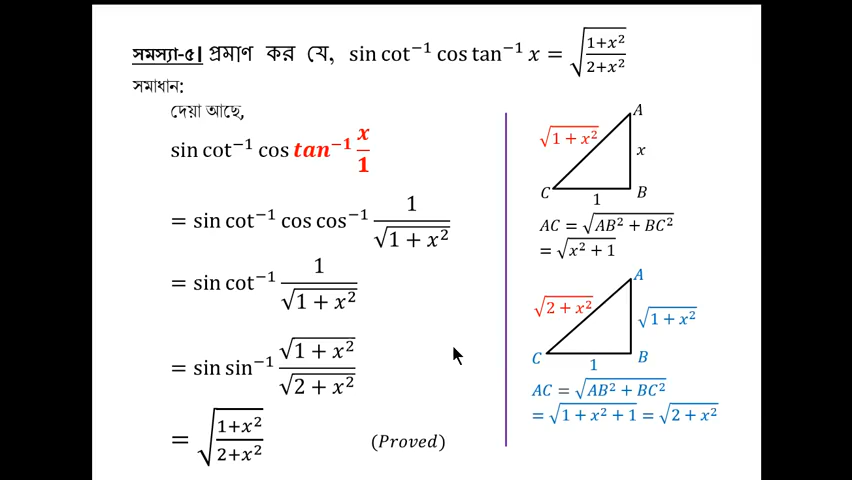 সমস্যা-৫। প্রমাণ কর যে, sin cot⁻¹ cos tan⁻¹ x = √((1+x²)/(2+x²))
সমাধান:
দেয়া আছে,
sin cot⁻¹ cos tan⁻¹ x/1
= sin cot⁻¹ cos cos⁻¹ 1/√(1 + x²)
= sin cot⁻¹ 1/√(1 + x²)
= sin sin⁻¹ √(1 + x²)/√(2 + x²)
= √((1+x²)/(2+x²)) (Proved)
A
√(1 + x²)
x
C
1
B
AC = √(AB² + BC²)
= √(x² + 1)
A
√(2 + x²)
√(1 + x²)
C
1
B
AC = √(AB² + BC²)
= √(1 + x² + 1) = √(2 + x²)